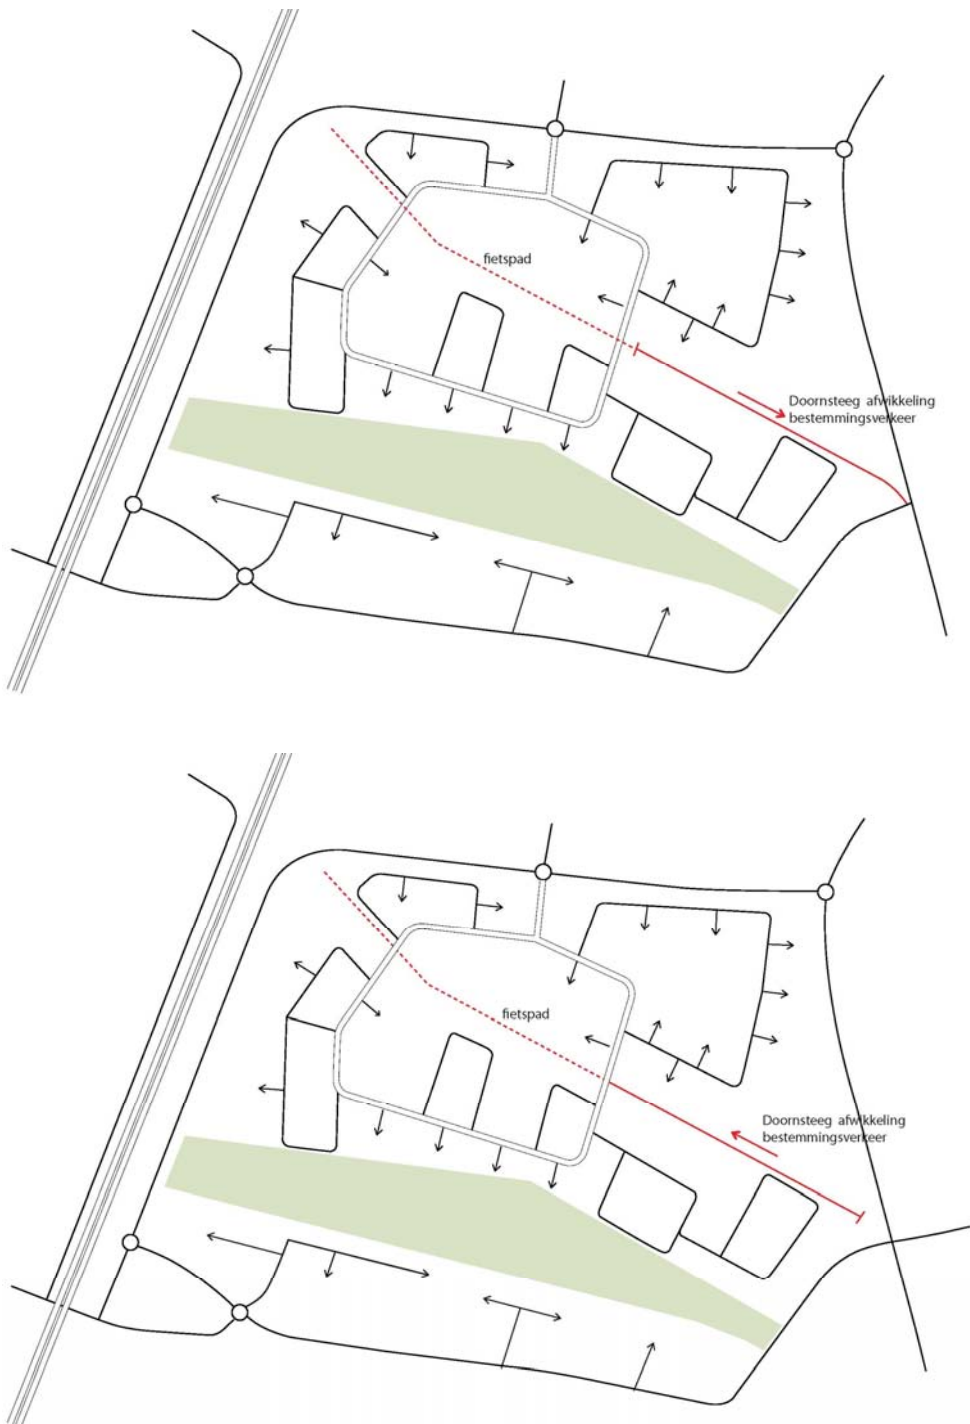 fietspad
Doornsteeg afwikkeling
bestemmingsverkeer
fietspad
Doornsteeg afwikkeling
bestemmingsverkeer